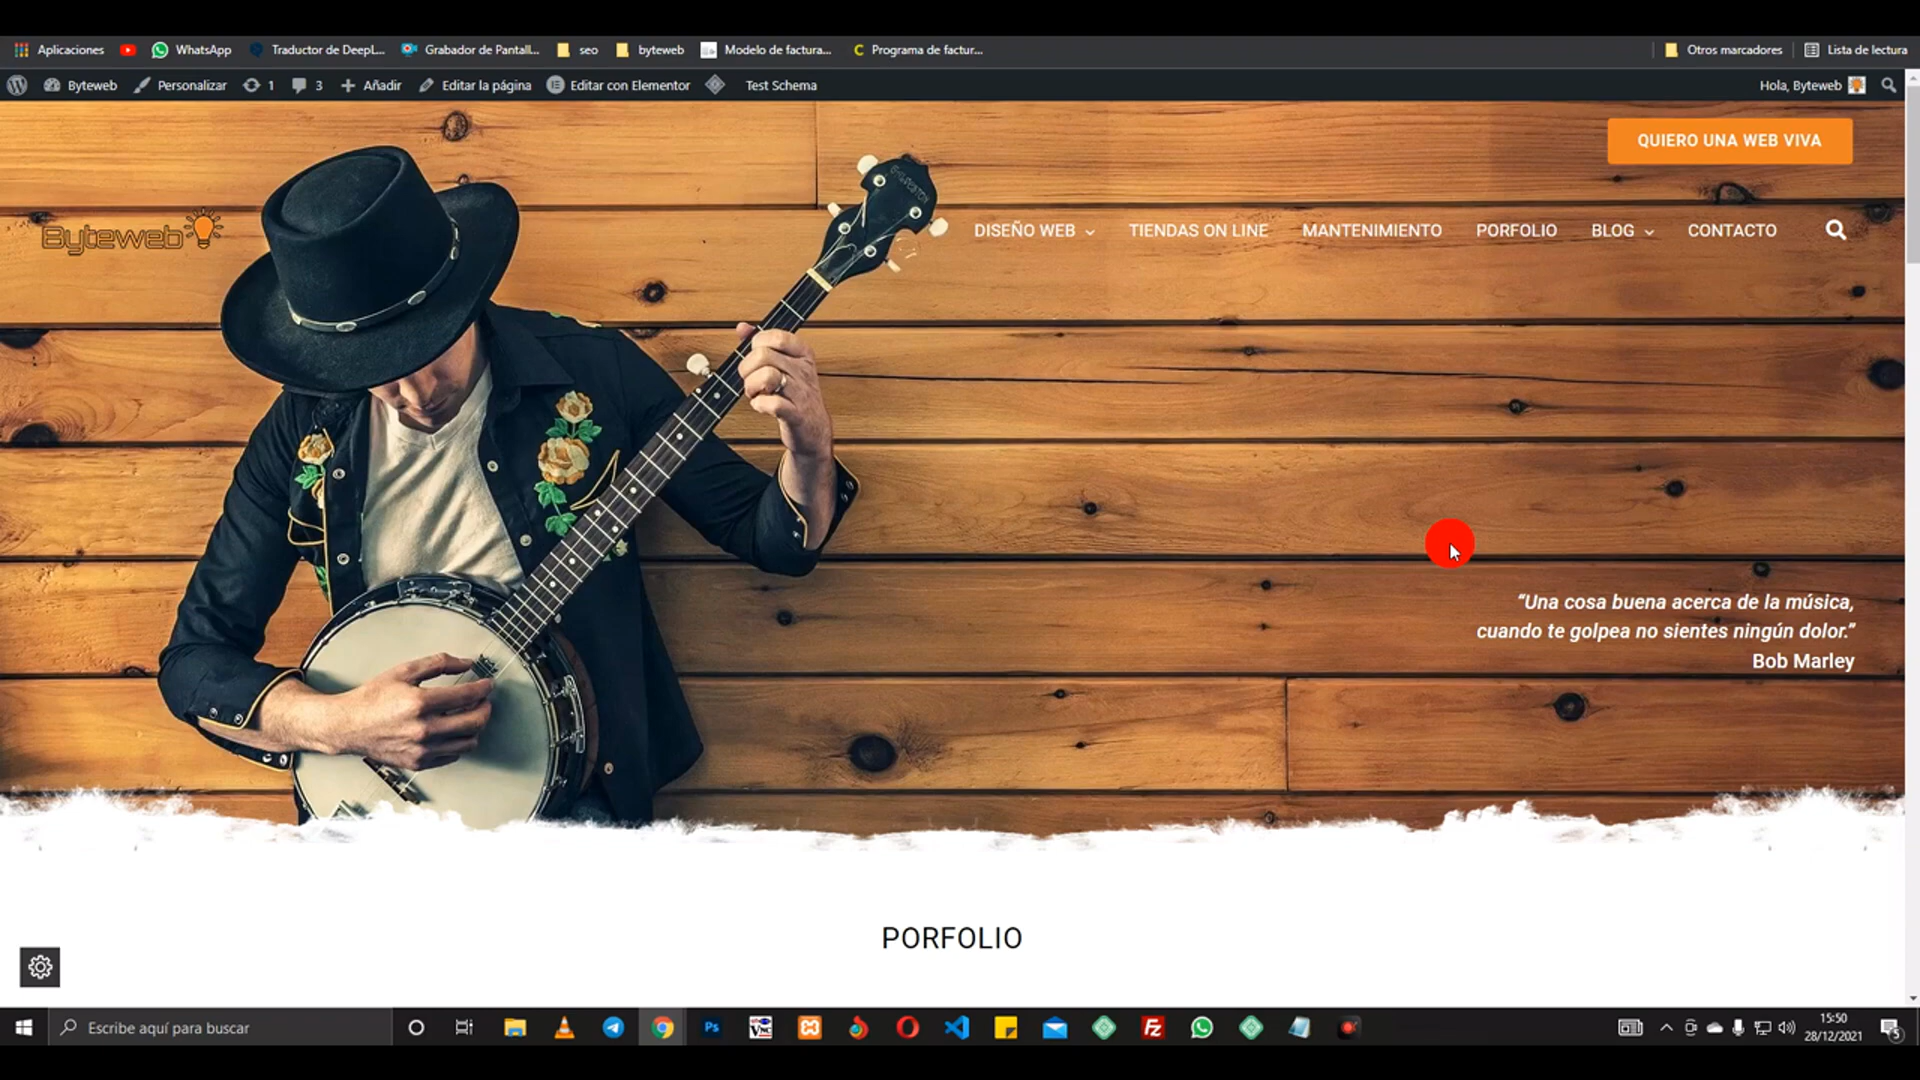 Aplicaciones
WhatsApp
Traductor de DeepL...
Grabador de Pantall...
seo
byteweb
Modelo de factura...
Programa de factur...
Otros marcadores
Lista de lectura
Byteweb
Personalizar
1
3
Añadir
Editar la página
Editar con Elementor
Test Schema
Hola, Byteweb
QUIERO UNA WEB VIVA
Byteweb
DISEÑO WEB
TIENDAS ON LINE
MANTENIMIENTO
PORFOLIO
BLOG
CONTACTO
“Una cosa buena acerca de la música,
cuando te golpea no sientes ningún dolor.”
Bob Marley
PORFOLIO
Escribe aquí para buscar
Ps
Fz
15:50
28/12/2021
5